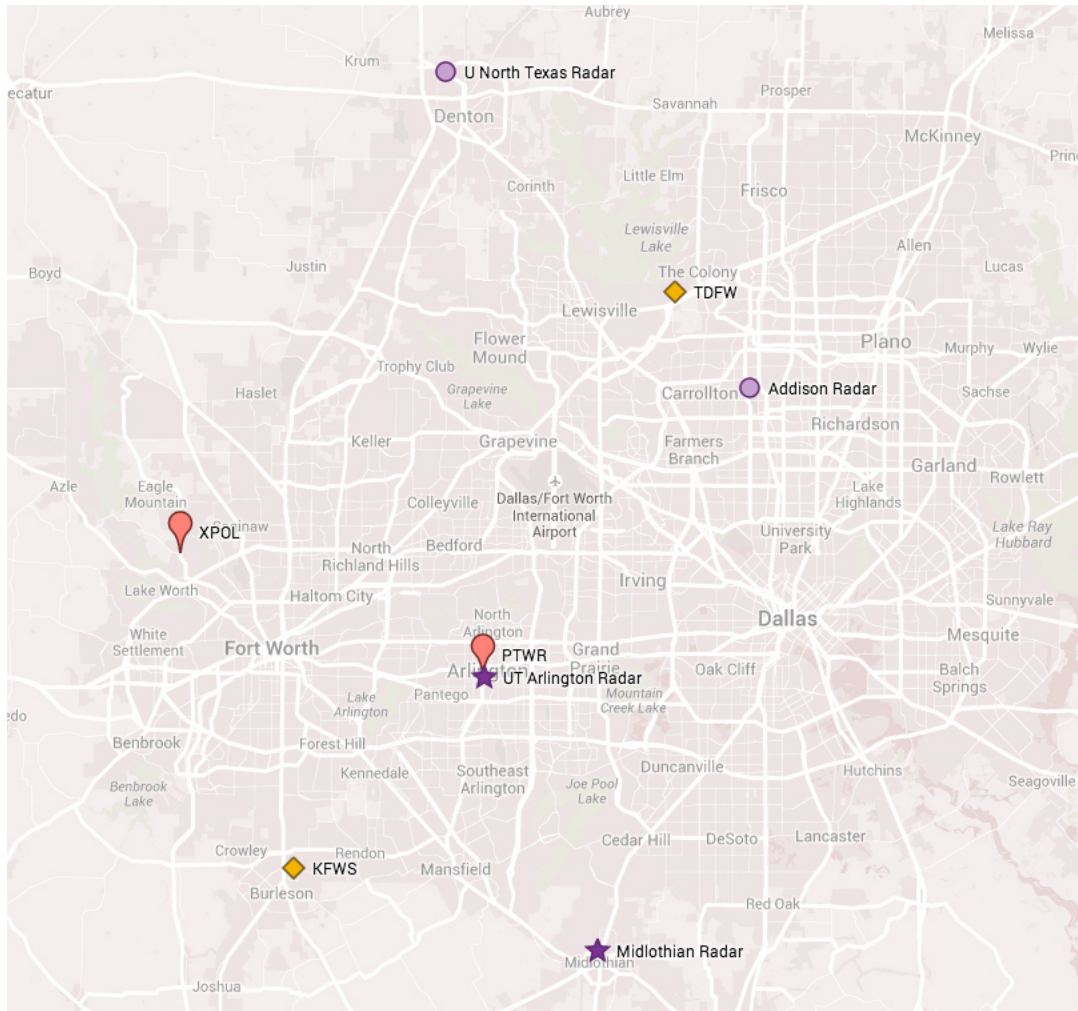 Aubrey
Melissa
Krum
U North Texas Radar
ecatur
Prosper
Savannah
Denton
McKinney
Princ
Little Elm
Corinth
Frisco
Lewisville
Lake
Allen
Boyd
Justin
The Colony
Lucas
TDFW
Lewisville
Flower
Mound
Plano
Murphy
Wylie
Trophy Club
Grapevine
Lake
Haslet
Carrollton
Addison Radar
Sachse
Richardson
Keller
Grapevine
Farmers
Branch
Garland
Rowlett
Azle
Eagle
Mountain
Colleyville
Dallas/Fort Worth
International
Airport
Lake
Highlands
XPOL
Saginaw
University
Park
Lake Ray
Hubbard
North
Richland Hills
Bedford
Irving
Lake Worth
Haltom City
Sunnyvale
North
Arlington
Dallas
White
Settlement
Fort Worth
PTWR
Grand
Prairie
Mesquite
Arlington
UT Arlington Radar
Oak Cliff
Balch
Springs
Lake
Arlington
Pantego
Mountain
Creek Lake
edo
Benbrook
Forest Hill
Kennedale
Southeast
Arlington
Duncanville
Hutchins
Seagoville
Benbrook
Lake
Joe Pool
Lake
Crowley
Rendon
Mansfield
Cedar Hill
DeSoto
Lancaster
KFWS
Burleson
Red Oak
Midlothian Radar
Midlothian
Joshua